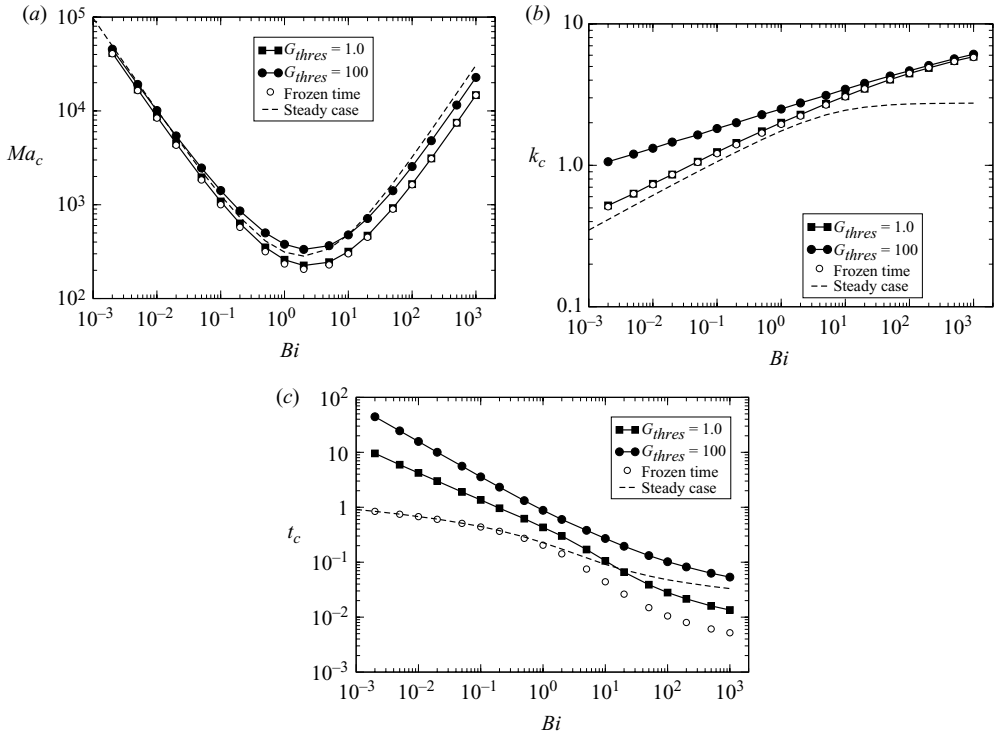 (a)
10^5
10^4
Ma_c
10^3
10^2
10^−3 10^−2 10^−1 10^0 10^1 10^2 10^3
Bi
G_thres = 1.0
G_thres = 100
Frozen time
Steady case
(b)
10
k_c
1.0
0.1
10^−3 10^−2 10^−1 10^0 10^1 10^2 10^3
Bi
G_thres = 1.0
G_thres = 100
Frozen time
Steady case
(c)
10^2
10
1
t_c
10^−1
10^−2
10^−3
10^−3 10^−2 10^−1 10^0 10^1 10^2 10^3
Bi
G_thres = 1.0
G_thres = 100
Frozen time
Steady case